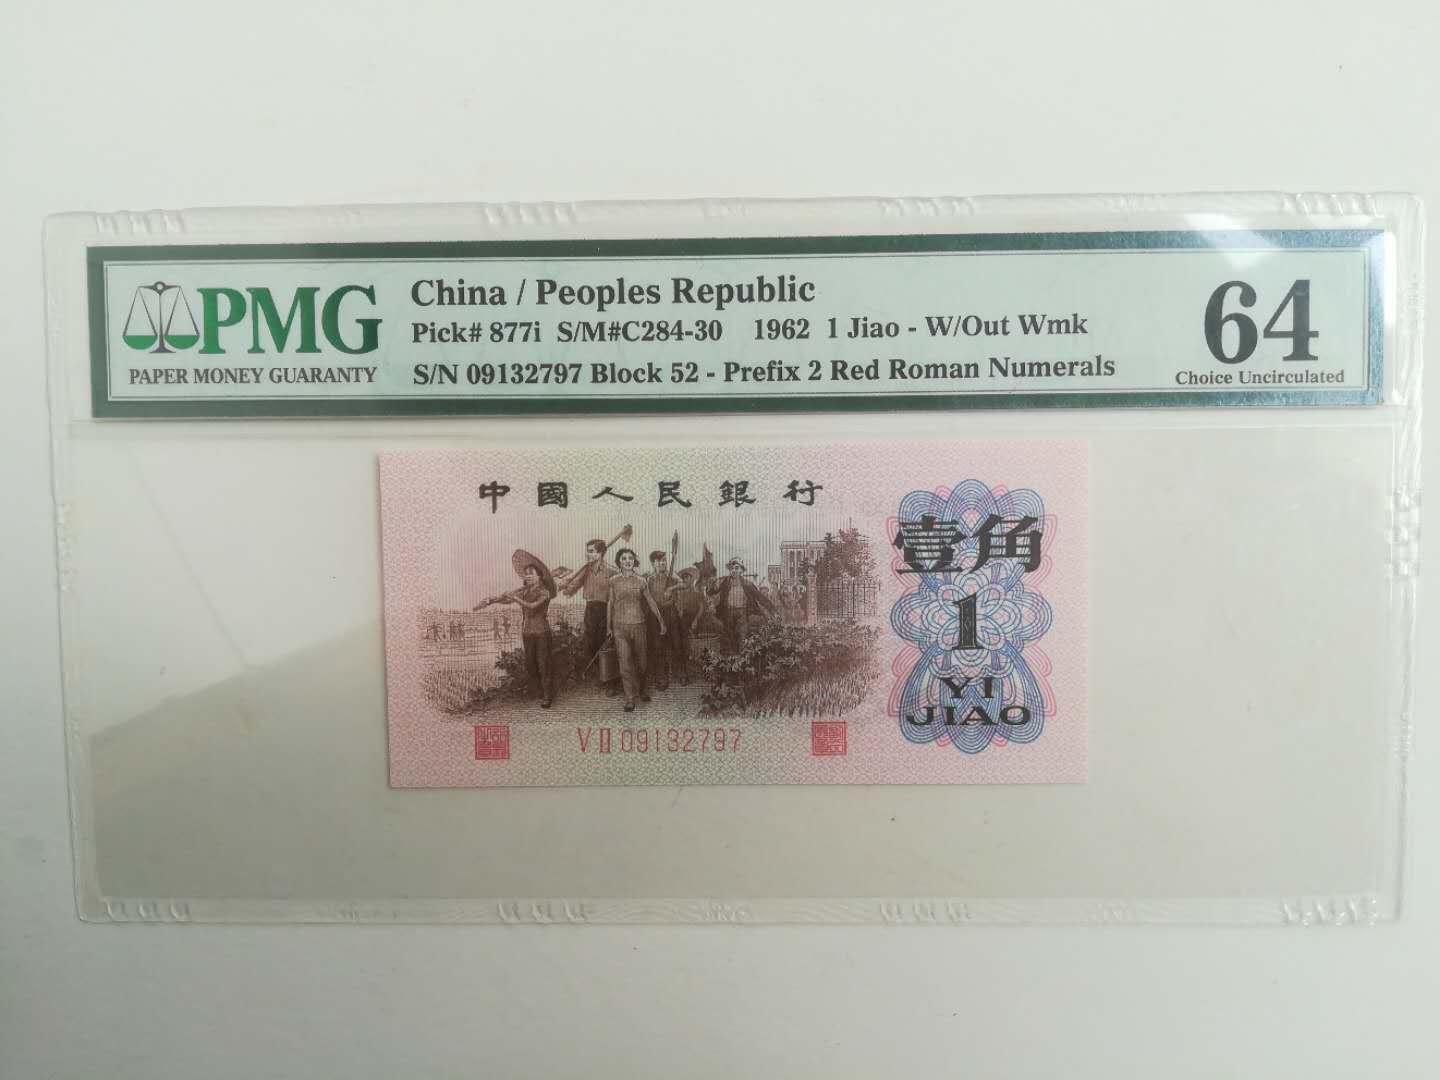 PMG
PAPER MONEY GUARANTY
China / Peoples Republic
Pick# 877i S/M#C284-30 1962 1 Jiao - W/Out Wmk
S/N 09132797 Block 52 - Prefix 2 Red Roman Numerals
64
Choice Uncirculated
中國人民銀行
壹角
1
YI
JIAO
VⅡ 09132797